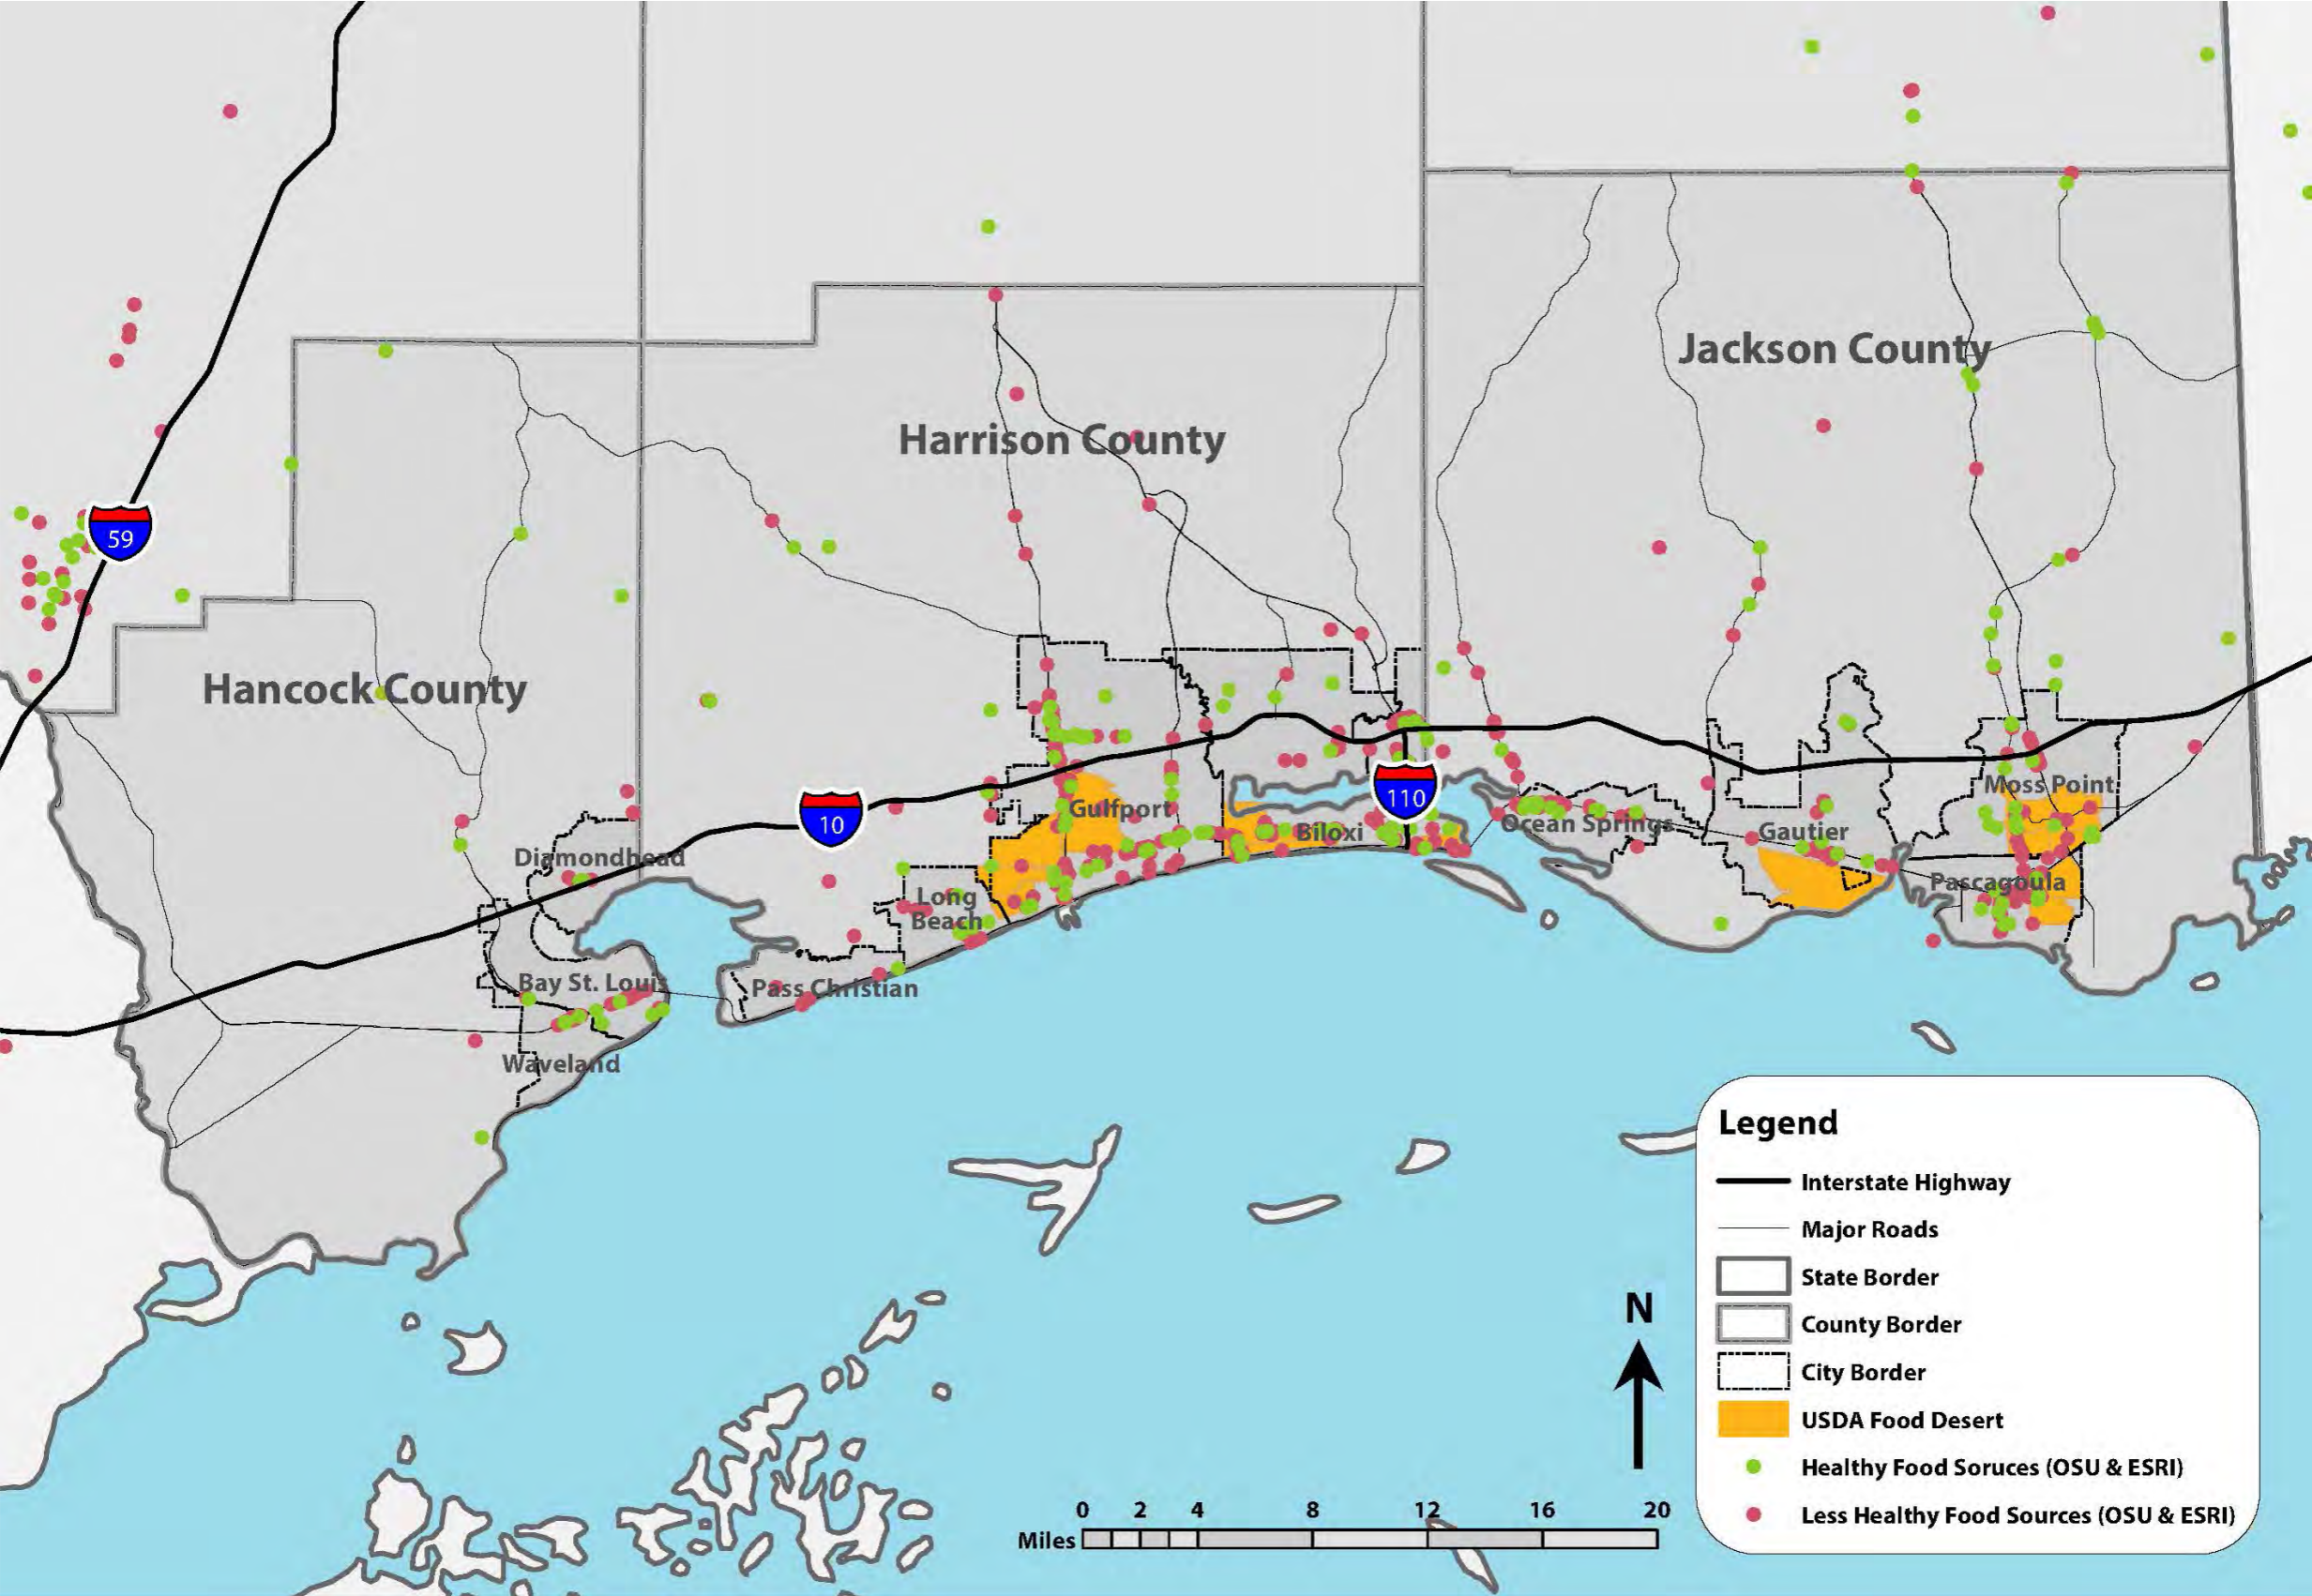 Jackson County
Harrison County
59
Hancock County
Moss Point
110
Gulfport
10
Biloxi
Ocean Springs
Gautier
Diamondhead
Pascagoula
Long
Beach
Bay St. Louis
Pass Christian
Waveland
Legend
Interstate Highway
Major Roads
State Border
County Border
City Border
USDA Food Desert
Healthy Food Soruces (OSU & ESRI)
Less Healthy Food Sources (OSU & ESRI)
N
0 2 4 8 12 16 20
Miles